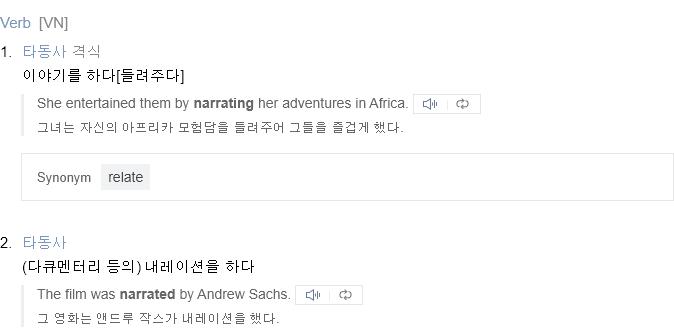 Verb [VN]
1. 타동사 격식
이야기를 하다[들려주다]
She entertained them by narrating her adventures in Africa.
그녀는 자신의 아프리카 모험담을 들려주어 그들을 즐겁게 했다.
Synonym relate
2. 타동사
(다큐멘터리 등의) 내레이션을 하다
The film was narrated by Andrew Sachs.
그 영화는 앤드루 작스가 내레이션을 했다.